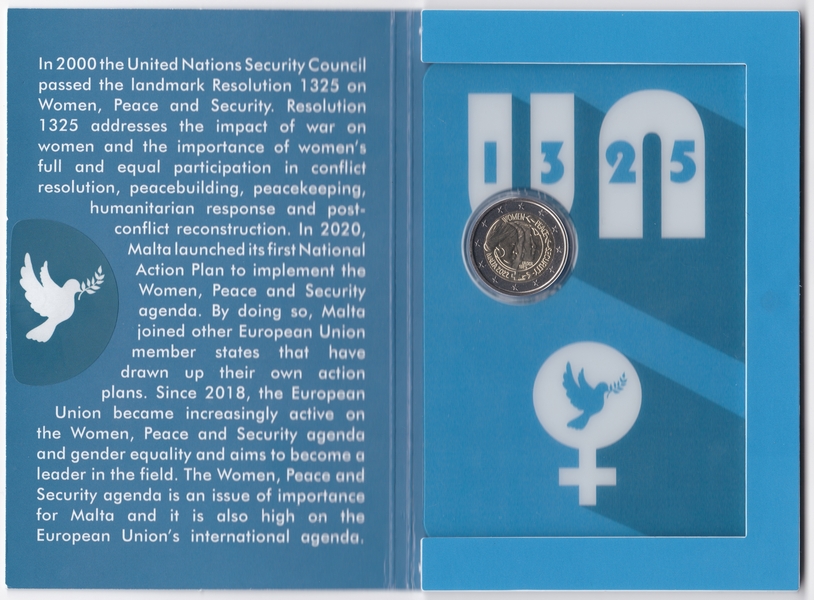 In 2000 the United Nations Security Council
passed the landmark Resolution 1325 on
Women, Peace and Security. Resolution
1325 addresses the impact of war on
women and the importance of women's
full and equal participation in conflict
resolution, peacebuilding, peacekeeping,
humanitarian response and post-
conflict reconstruction. In 2020,
Malta launched its first National
Action Plan to implement the
Women, Peace and Security
agenda. By doing so, Malta
joined other European Union
member states that have
drawn up their own action
plans. Since 2018, the European
Union became increasingly active on
the Women, Peace and Security agenda
and gender equality and aims to become a
leader in the field. The Women, Peace and
Security agenda is an issue of importance
for Malta and it is also high on the
European Union's international agenda.
UN
1325
WOMEN PEACE SECURITY
MALTA 2022